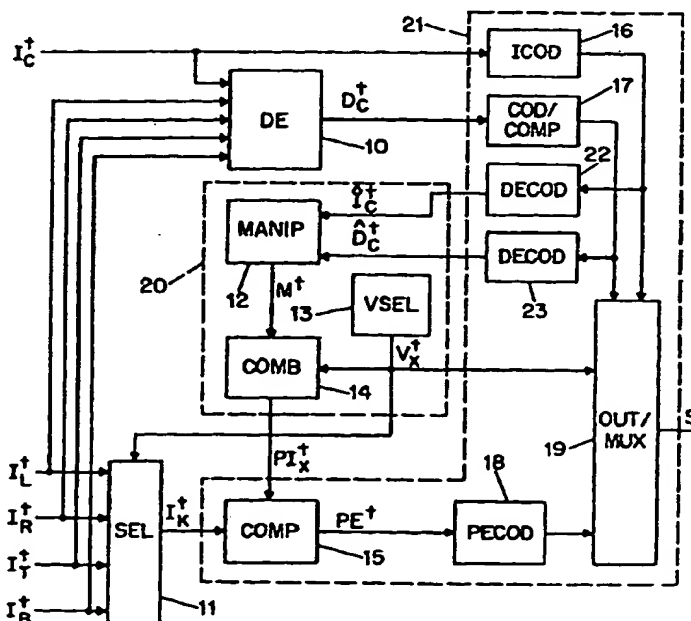 21
16
I_C^†
ICOD
17
DE
D_C^†
COD/
COMP
10
22
Î_C^†
DECOD
MANIP
D̂_C^†
DECOD
20
12
M^†
13
VSEL
23
COMB
V_X^†
14
OUT/
MUX
S
19
PI_X^†
18
I_L^†
I_R^†
SEL
I_K^†
COMP
PE^†
PECOD
I_T^†
15
I_B^†
11